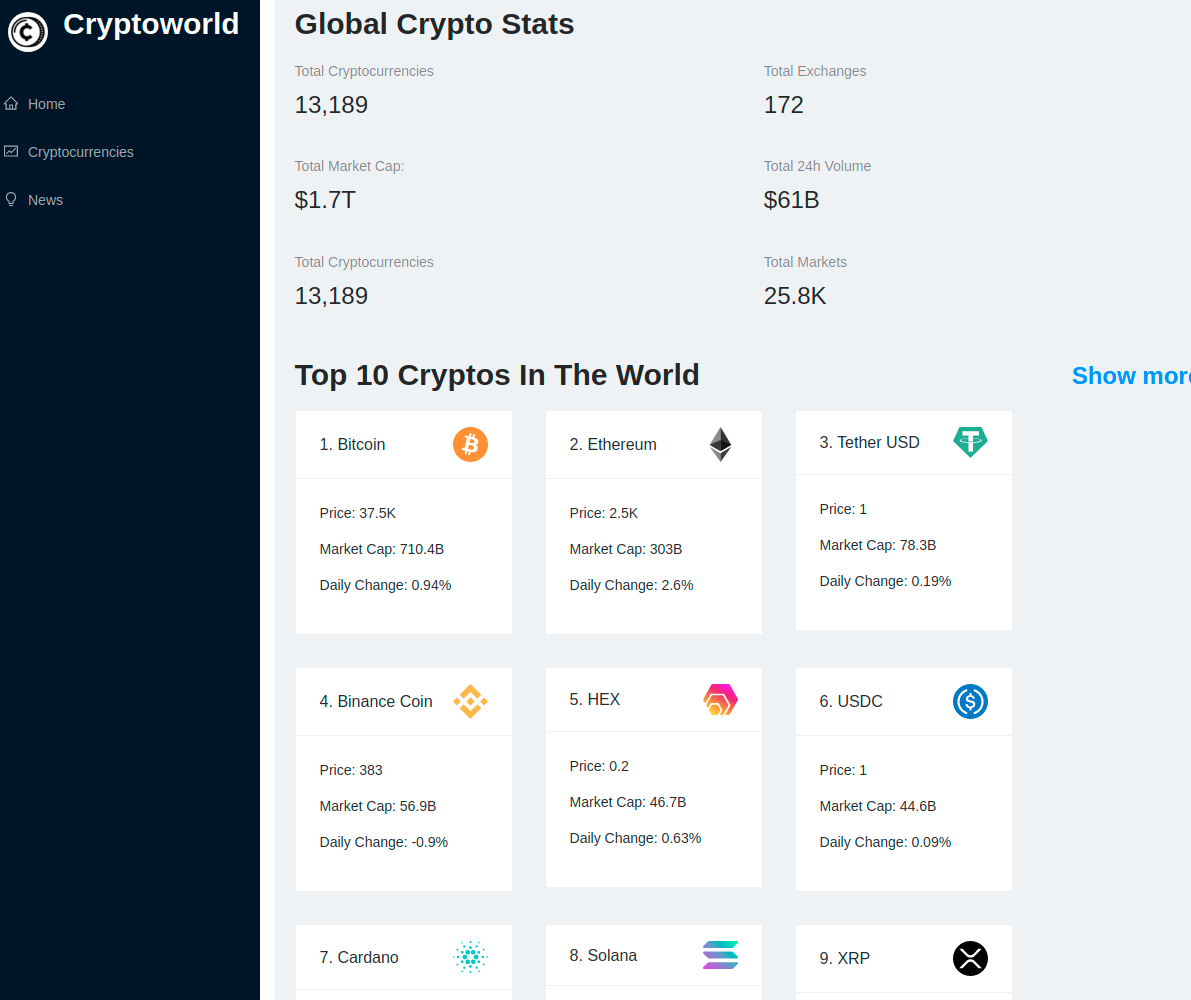 Cryptoworld
Home
Cryptocurrencies
News
Global Crypto Stats
Total Cryptocurrencies
13,189
Total Exchanges
172
Total Market Cap:
$1.7T
Total 24h Volume
$61B
Total Cryptocurrencies
13,189
Total Markets
25.8K
Top 10 Cryptos In The World
Show more
1. Bitcoin
Price: 37.5K
Market Cap: 710.4B
Daily Change: 0.94%
2. Ethereum
Price: 2.5K
Market Cap: 303B
Daily Change: 2.6%
3. Tether USD
Price: 1
Market Cap: 78.3B
Daily Change: 0.19%
4. Binance Coin
Price: 383
Market Cap: 56.9B
Daily Change: -0.9%
5. HEX
Price: 0.2
Market Cap: 46.7B
Daily Change: 0.63%
6. USDC
Price: 1
Market Cap: 44.6B
Daily Change: 0.09%
7. Cardano
8. Solana
9. XRP